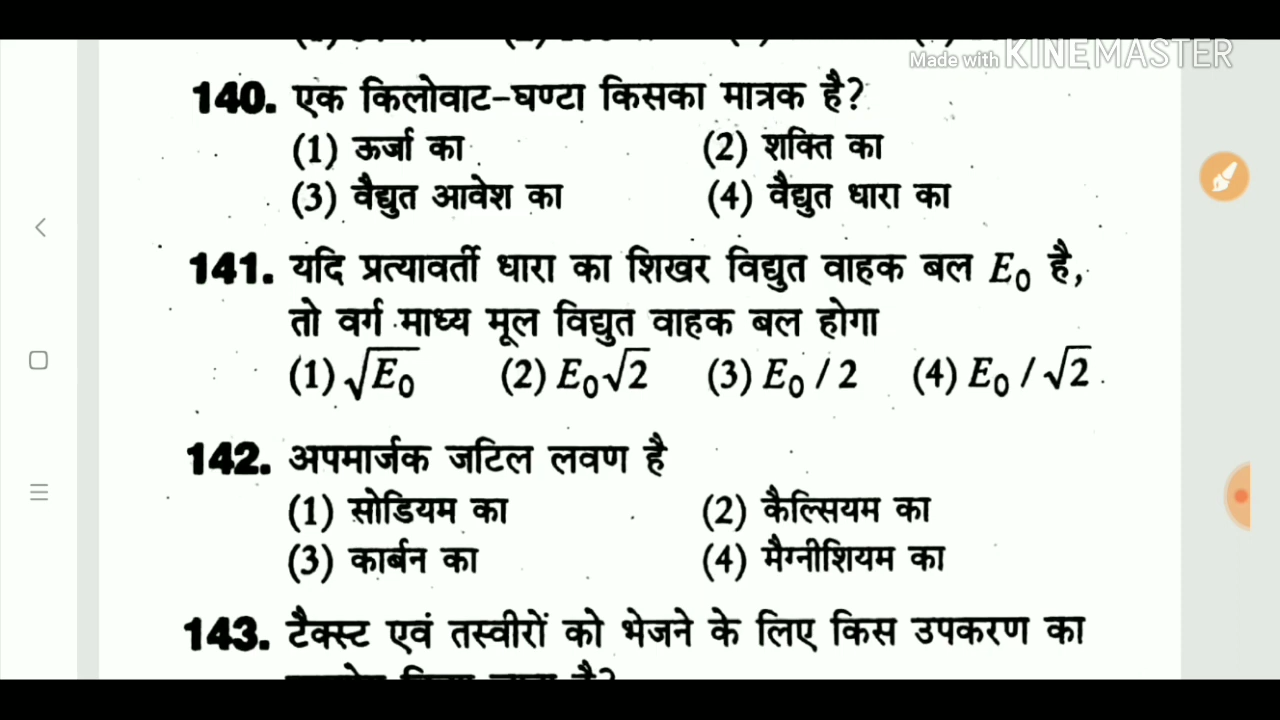 Made with KINEMASTER
140. एक किलोवाट-घण्टा किसका मात्रक है?
(1) ऊर्जा का (2) शक्ति का
(3) वैद्युत आवेश का (4) वैद्युत धारा का
141. यदि प्रत्यावर्ती धारा का शिखर विद्युत वाहक बल E₀ है,
तो वर्ग माध्य मूल विद्युत वाहक बल होगा
(1) √E₀ (2) E₀√2 (3) E₀ / 2 (4) E₀ / √2
142. अपमार्जक जटिल लवण है
(1) सोडियम का (2) कैल्सियम का
(3) कार्बन का (4) मैग्नीशियम का
143. टैक्स्ट एवं तस्वीरों को भेजने के लिए किस उपकरण का